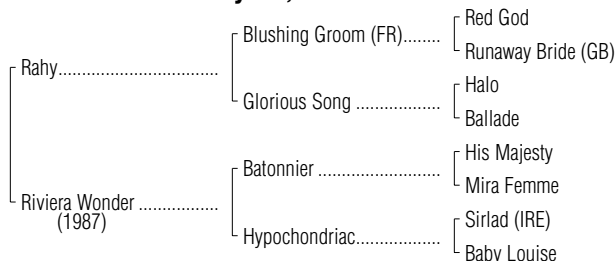 Red God
Blushing Groom (FR)........
Runaway Bride (GB)
Rahy.................................
Halo
Glorious Song .................
Ballade
His Majesty
Batonnier .........................
Mira Femme
Riviera Wonder ................
(1987)
Sirlad (IRE)
Hypochondriac.................
Baby Louise